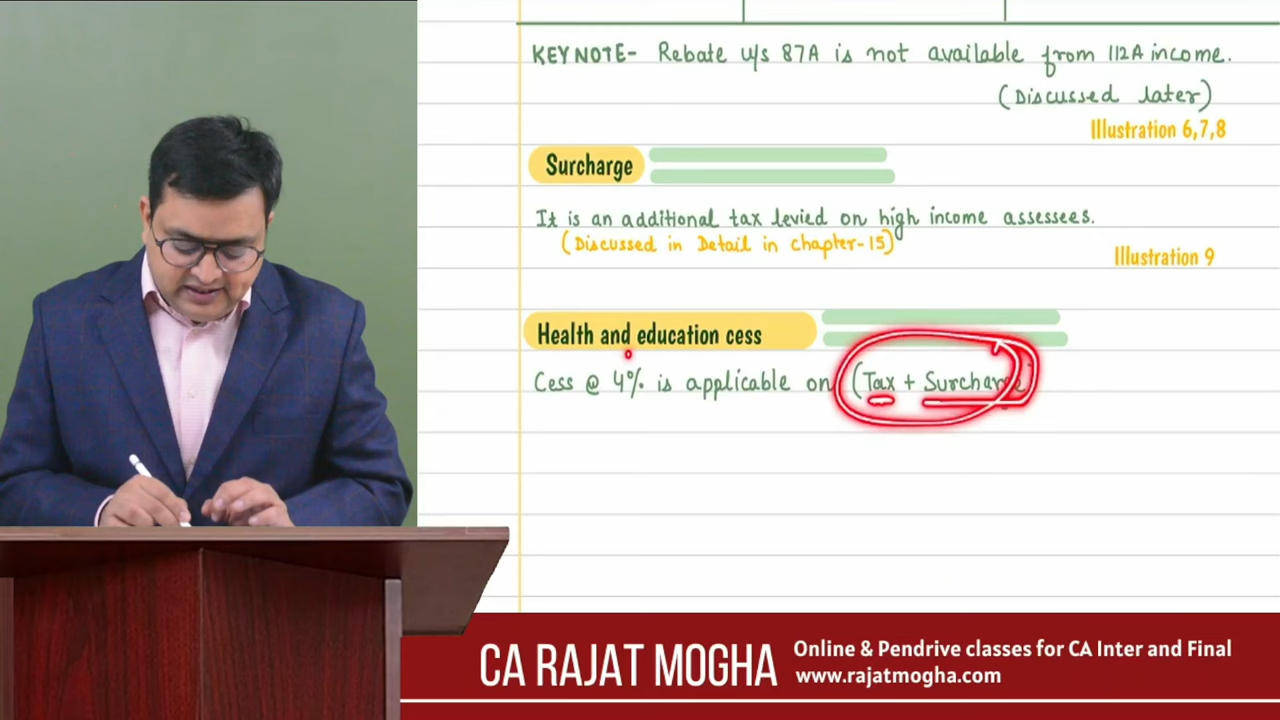 KEY NOTE- Rebate u/s 87A is not available from 112A income.
(Discussed later)
Illustration 6,7,8
Surcharge
It is an additional tax levied on high income assessees.
(Discussed in Detail in chapter-15)
Illustration 9
Health and education cess
Cess @ 4% is applicable on (Tax + Surcharge)
CA RAJAT MOGHA
Online & Pendrive classes for CA Inter and Final
www.rajatmogha.com